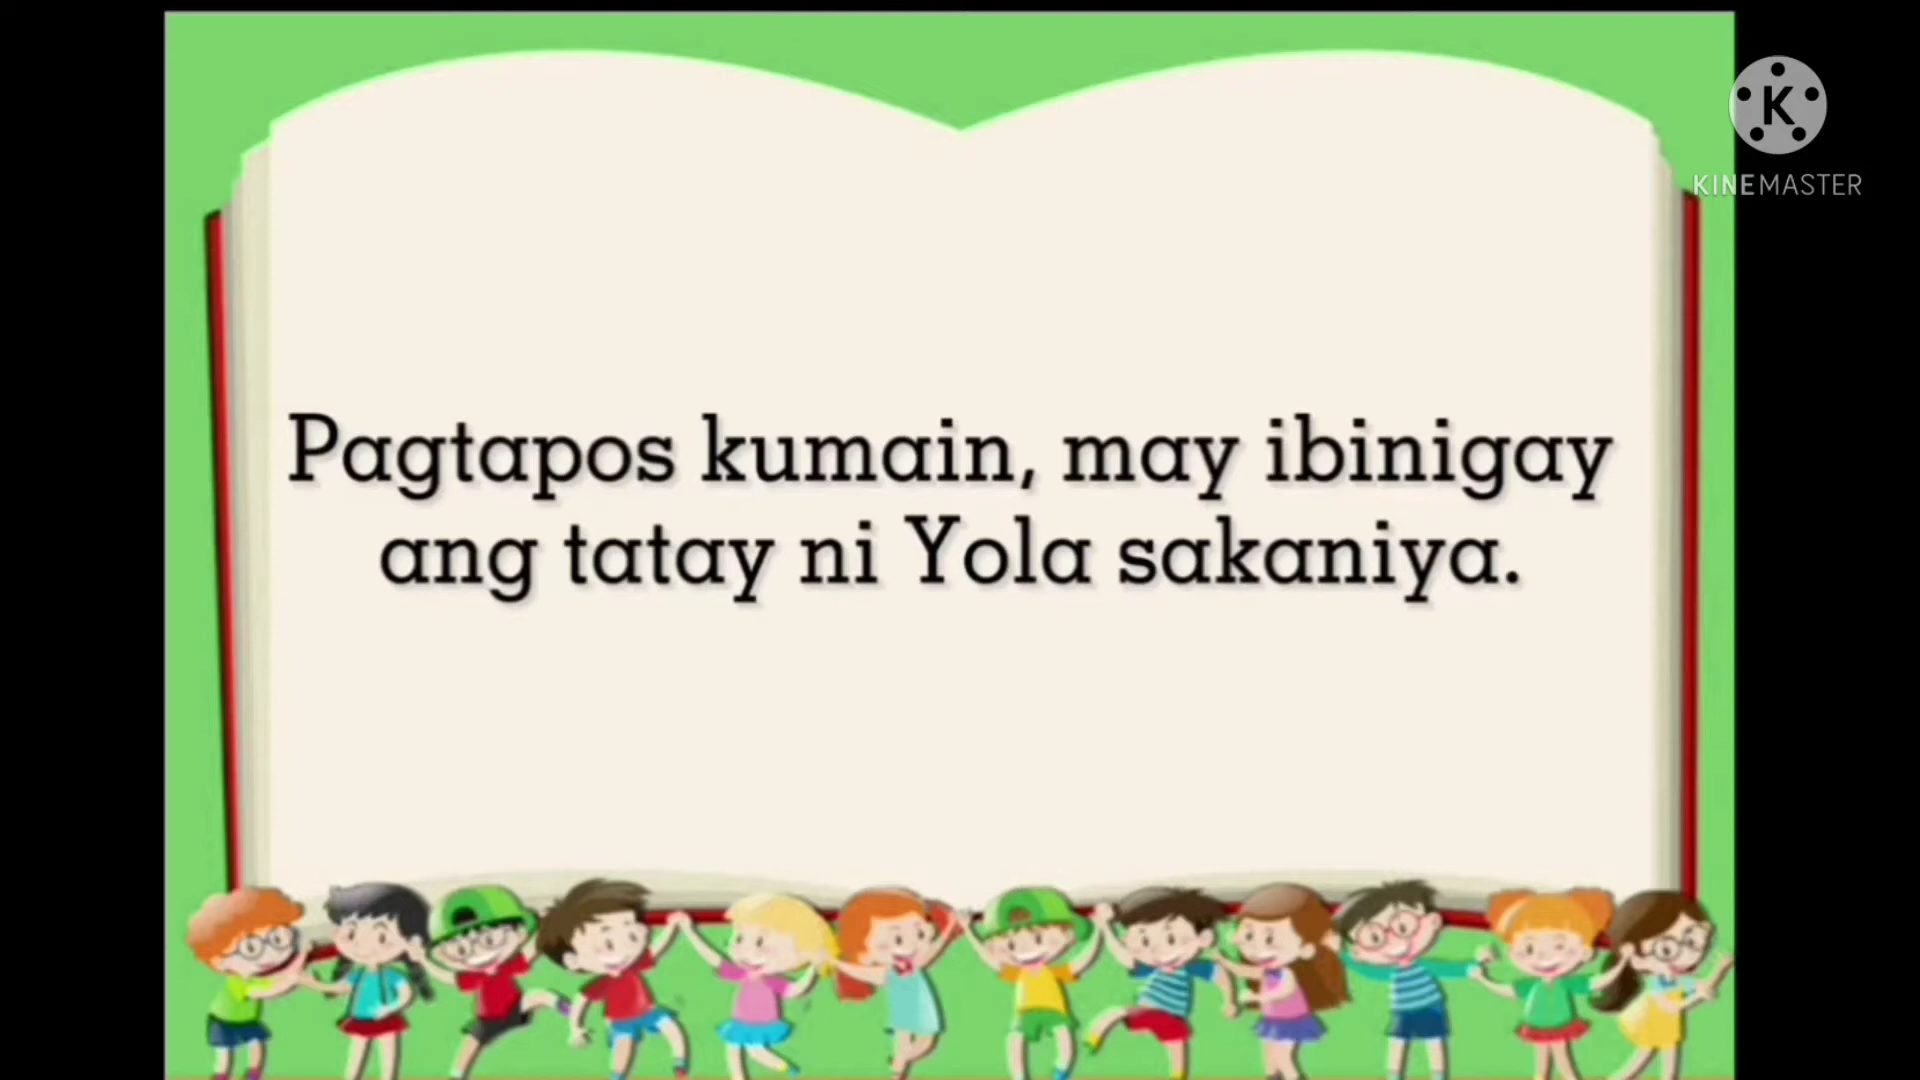 K
KINEMASTER
Pagtapos kumain, may ibinigay
ang tatay ni Yola sakaniya.